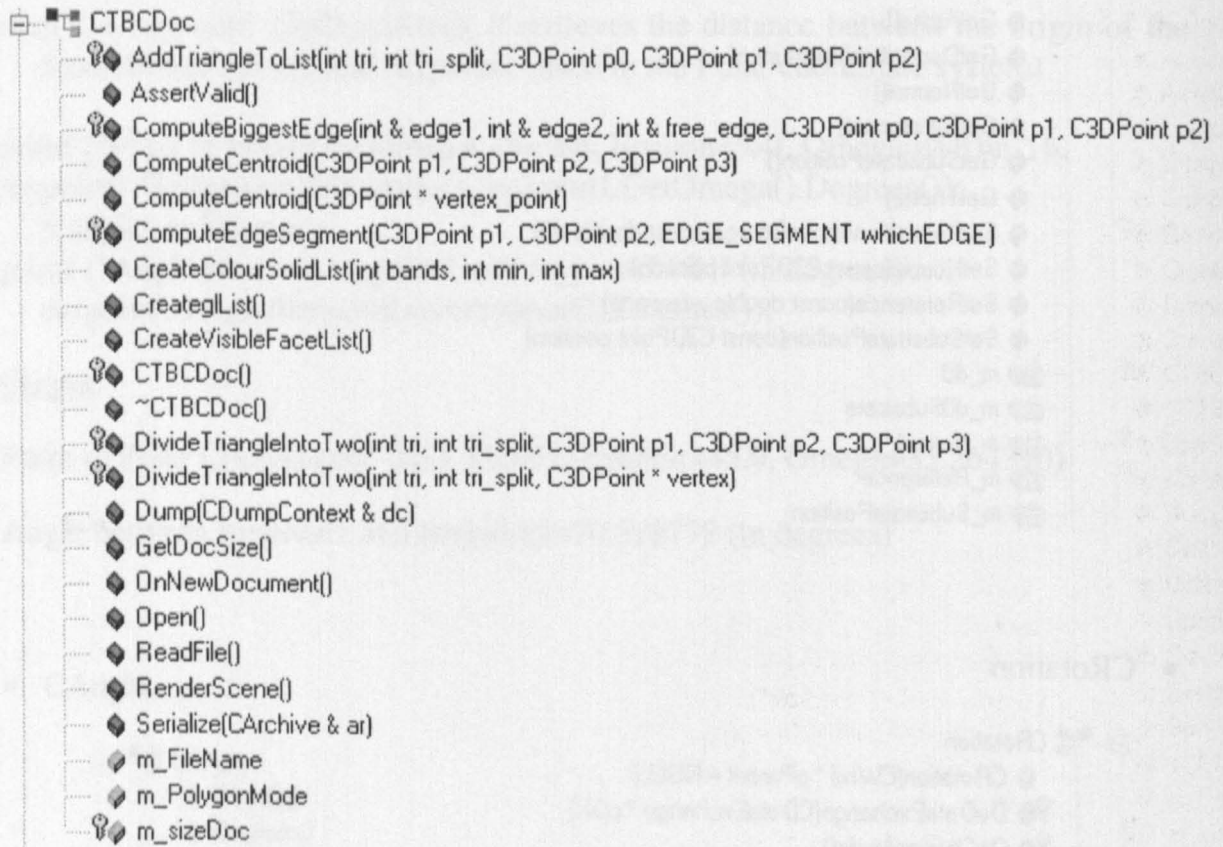 CTBCDoc
AddTriangleToList(int tri, int tri_split, C3DPoint p0, C3DPoint p1, C3DPoint p2)
AssertValid()
ComputeBiggestEdge(int & edge1, int & edge2, int & free_edge, C3DPoint p0, C3DPoint p1, C3DPoint p2)
ComputeCentroid(C3DPoint p1, C3DPoint p2, C3DPoint p3)
ComputeCentroid(C3DPoint * vertex_point)
ComputeEdgeSegment(C3DPoint p1, C3DPoint p2, EDGE_SEGMENT whichEDGE)
CreateColourSolidList(int bands, int min, int max)
CreateglList()
CreateVisibleFacetList()
CTBCDoc()
~CTBCDoc()
DivideTriangleIntoTwo(int tri, int tri_split, C3DPoint p1, C3DPoint p2, C3DPoint p3)
DivideTriangleIntoTwo(int tri, int tri_split, C3DPoint * vertex)
Dump(CDumpContext & dc)
GetDocSize()
OnNewDocument()
Open()
ReadFile()
RenderScene()
Serialize(CArchive & ar)
m_FileName
m_PolygonMode
m_sizeDoc